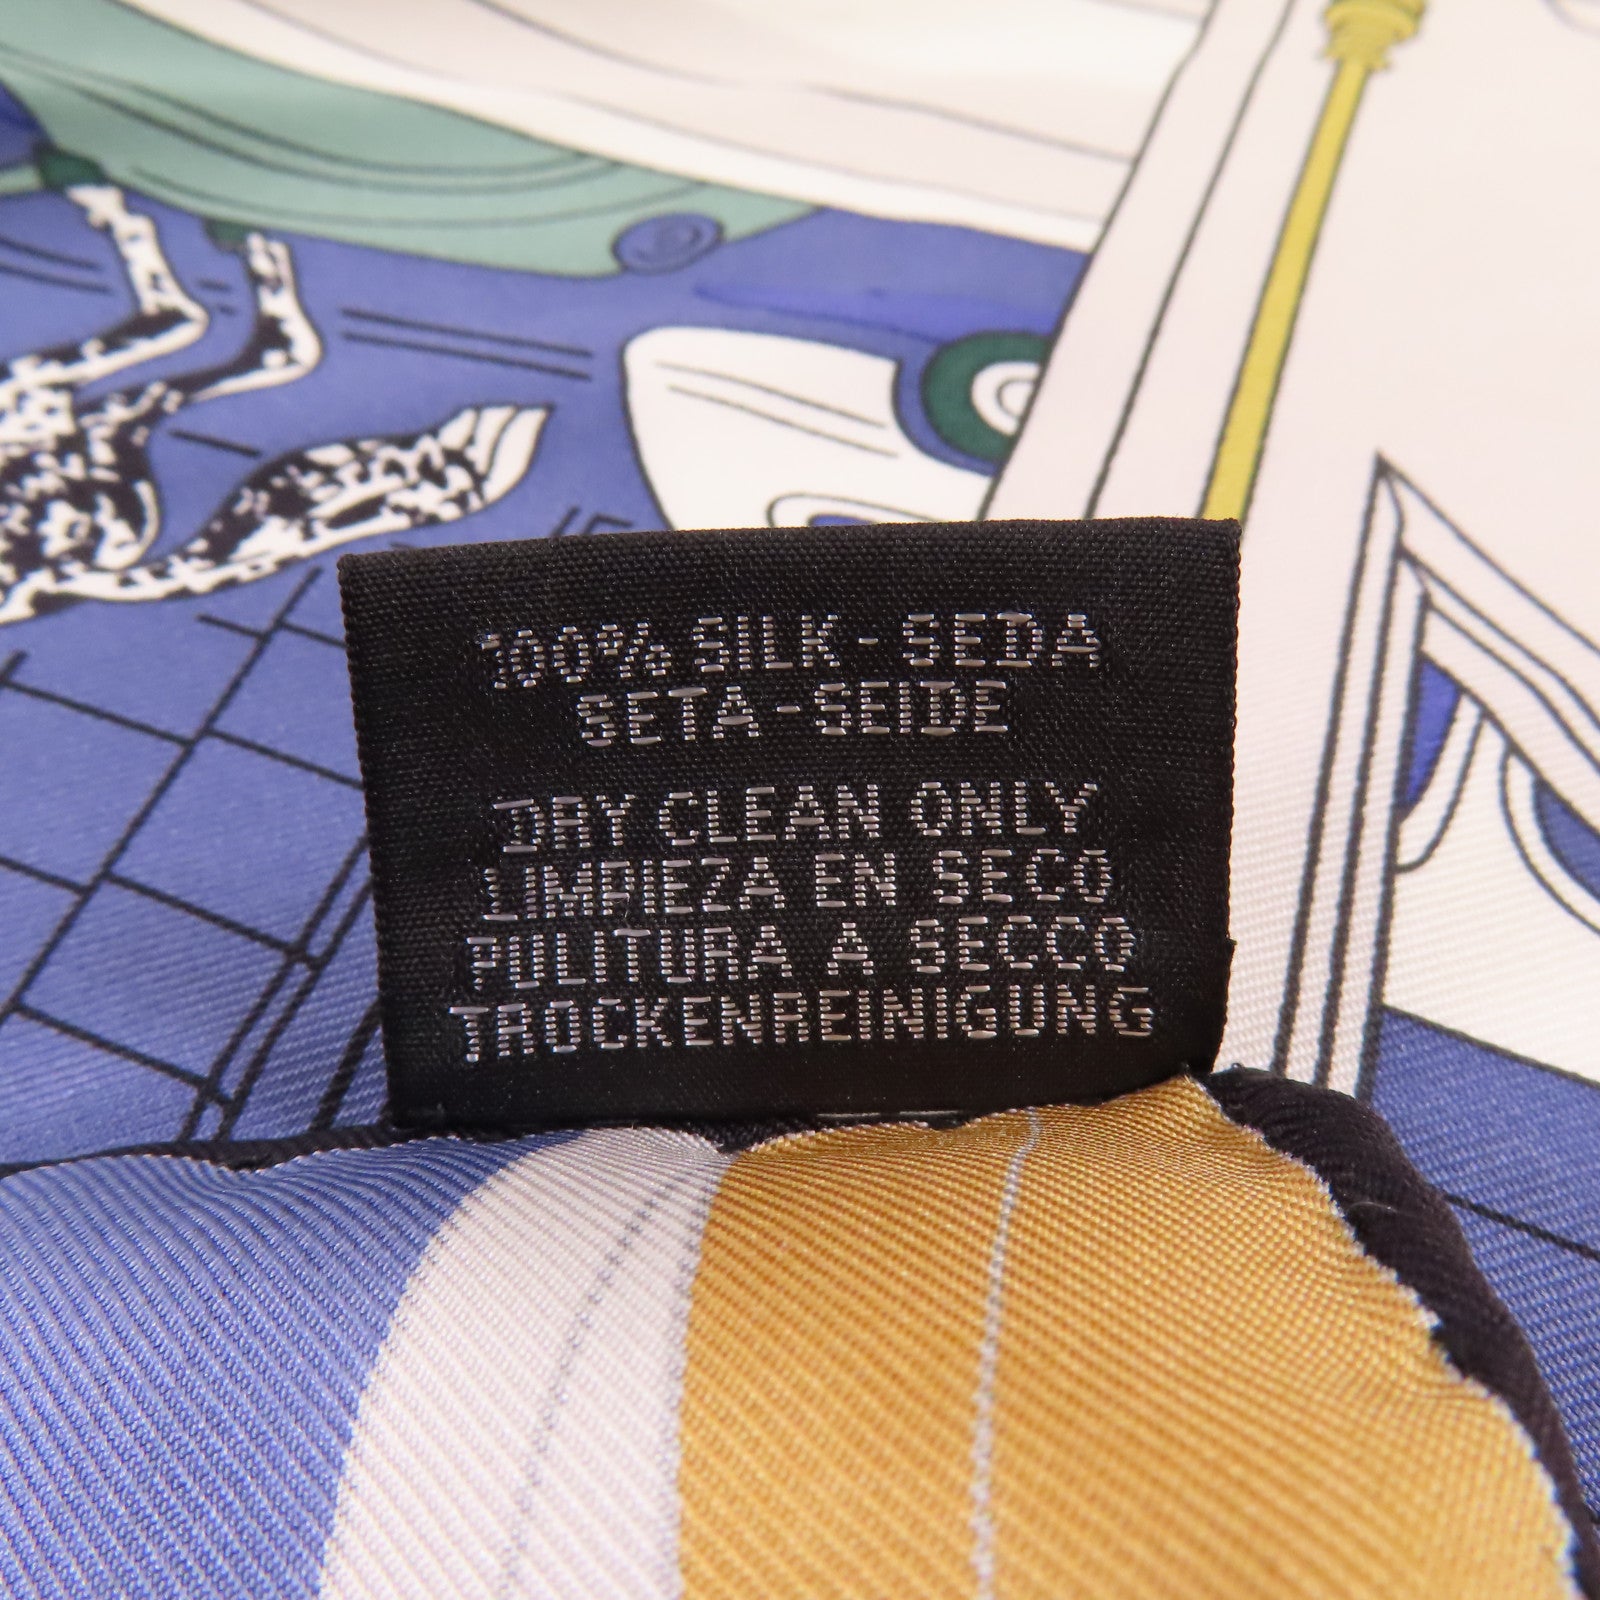 100% SILK - SEDA
SETA - SEIDE
DRY CLEAN ONLY
LIMPIEZA EN SECO
PULITURA A SECCO
TROCKENREINIGUNG